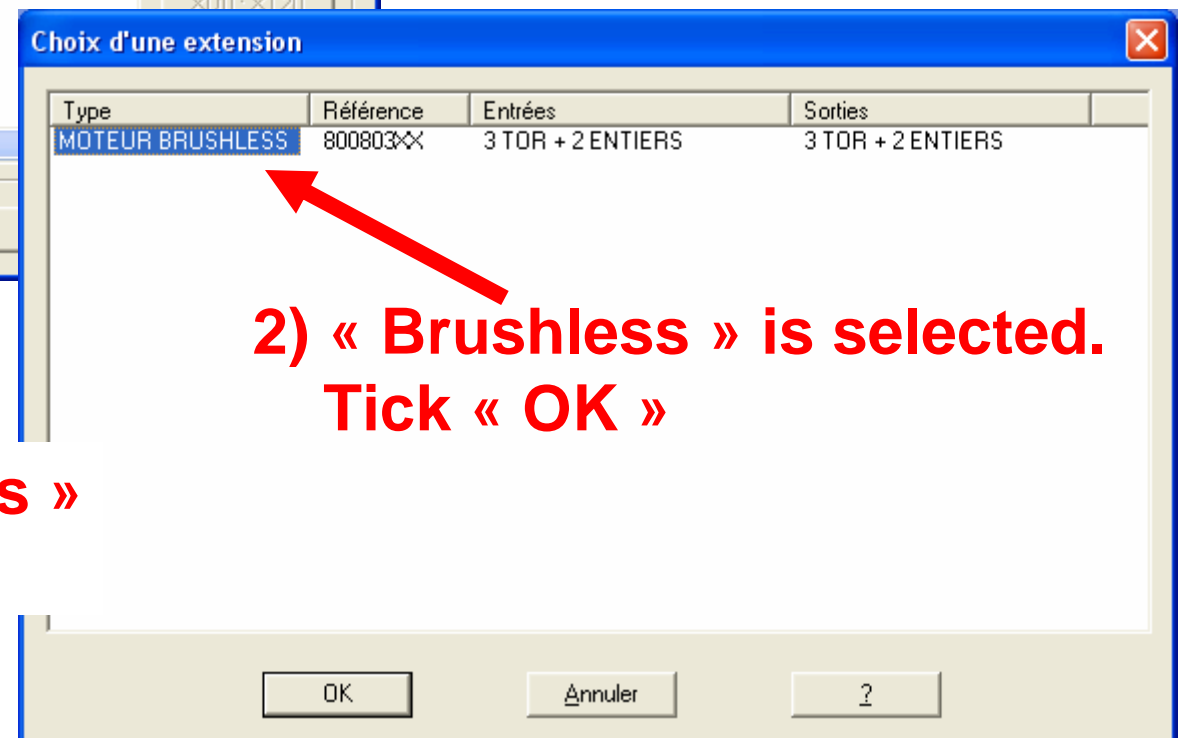 Choix d'une extension
Type Référence Entrées Sorties
MOTEUR BRUSHLESS 800803XX 3 TOR + 2 ENTIERS 3 TOR + 2 ENTIERS
2) « Brushless » is selected.
Tick « OK »
s »
OK Annuler ?